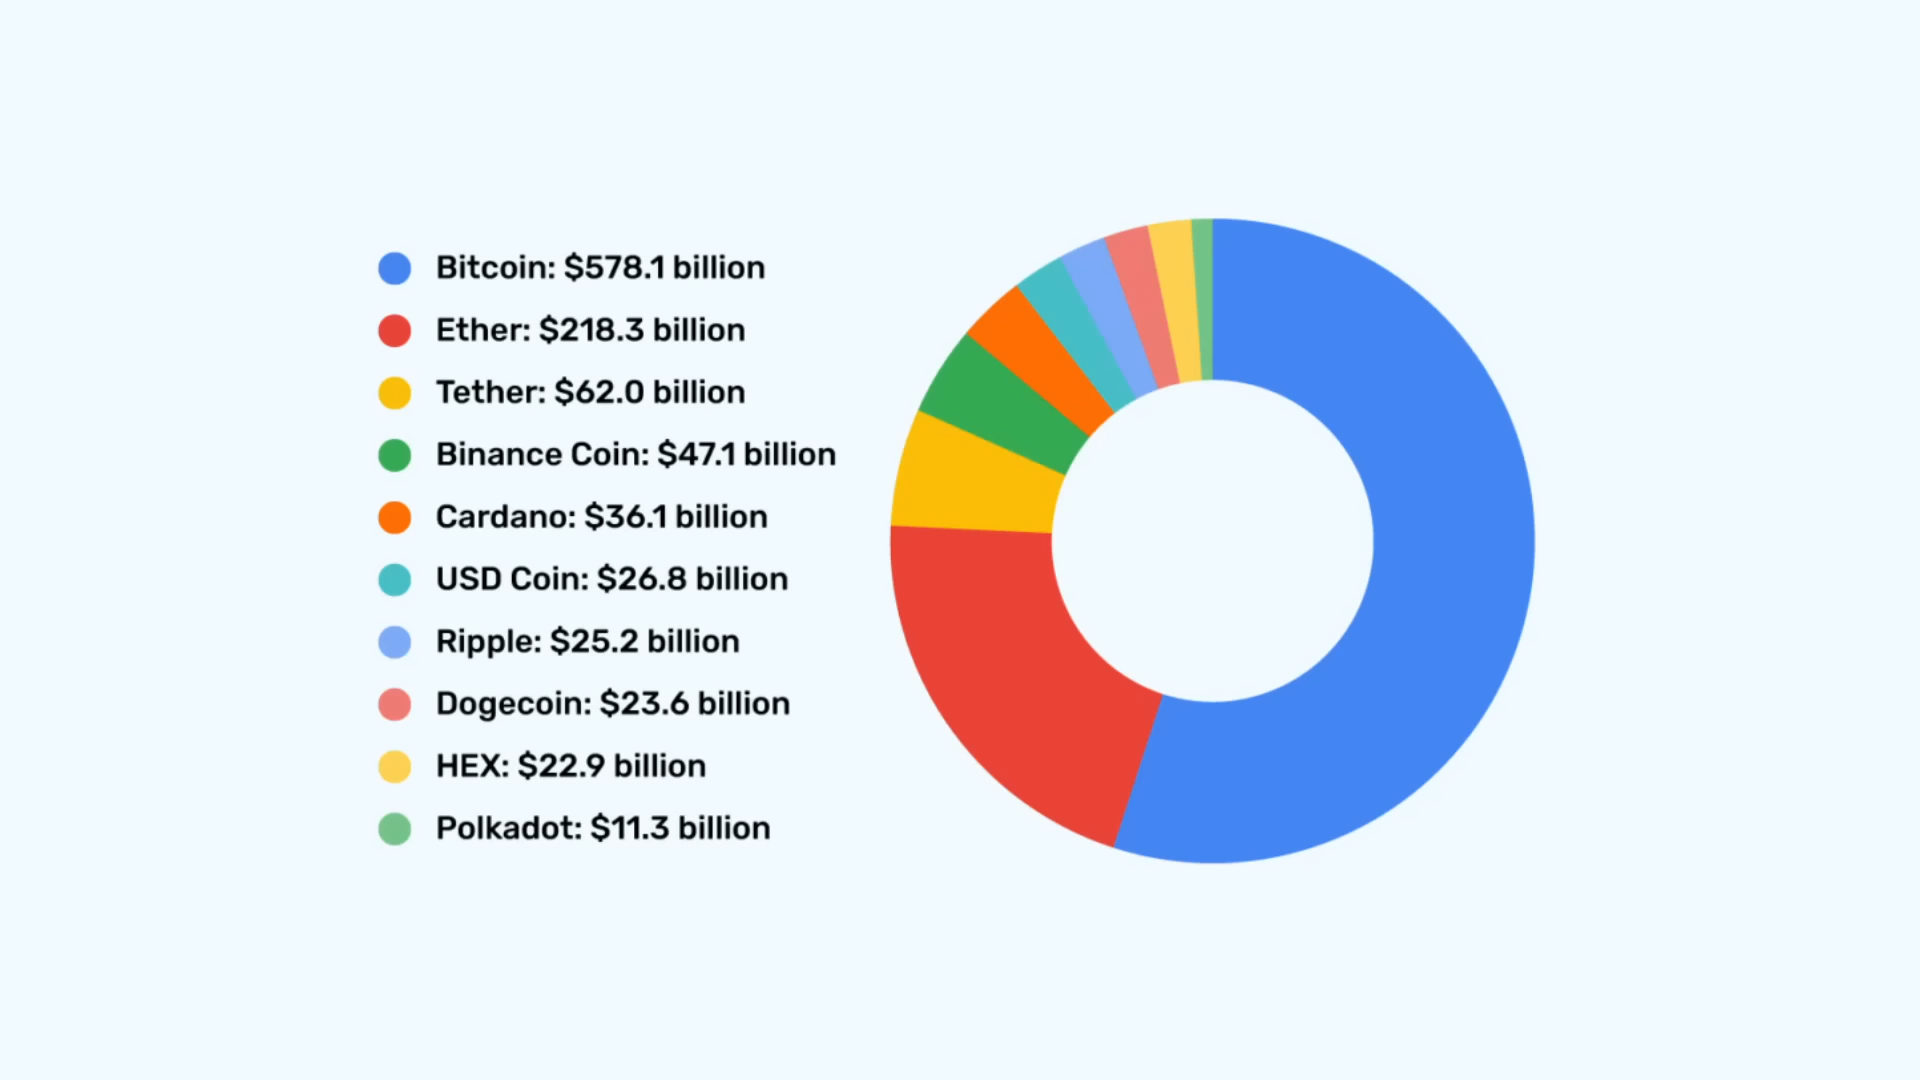 Bitcoin: $578.1 billion
Ether: $218.3 billion
Tether: $62.0 billion
Binance Coin: $47.1 billion
Cardano: $36.1 billion
USD Coin: $26.8 billion
Ripple: $25.2 billion
Dogecoin: $23.6 billion
HEX: $22.9 billion
Polkadot: $11.3 billion